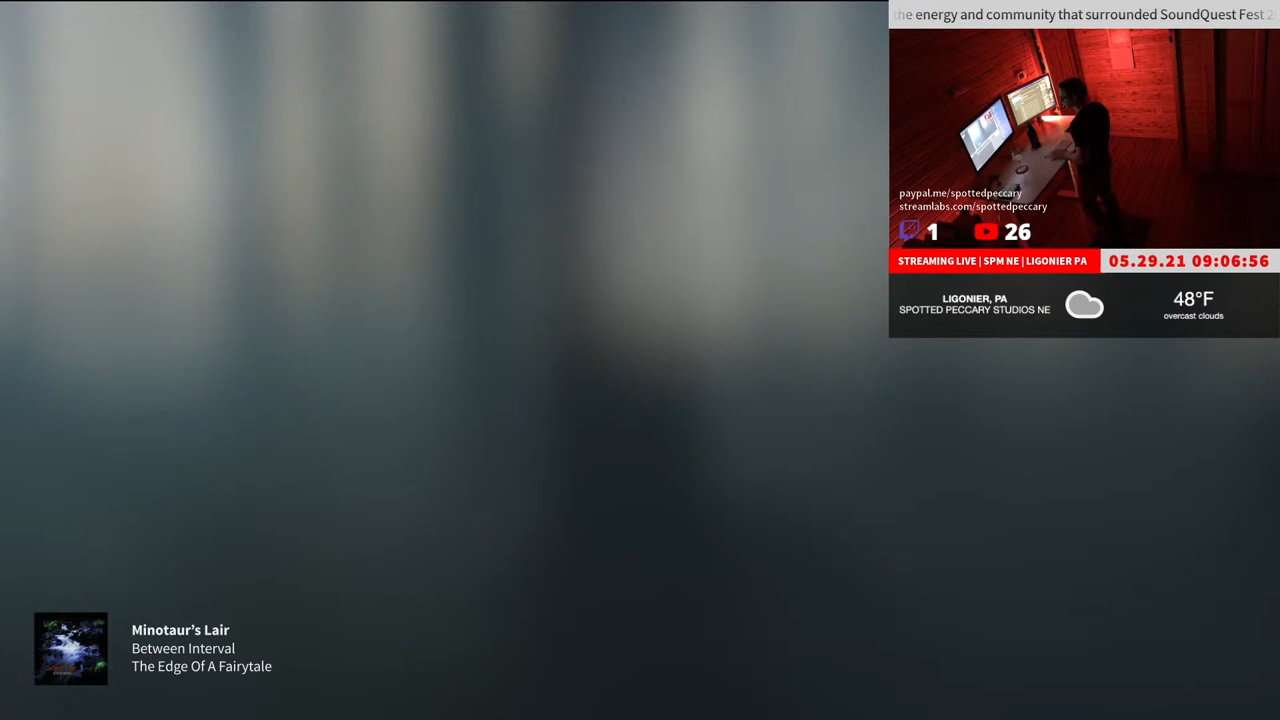 the energy and community that surrounded SoundQuest Fest
paypal.me/spottedpeccary
streamlabs.com/spottedpeccary
1 26
STREAMING LIVE | SPM NE | LIGONIER PA 05.29.21 09:06:56
LIGONIER, PA
SPOTTED PECCARY STUDIOS NE
48°F
overcast clouds
Minotaur’s Lair
Between Interval
The Edge Of A Fairytale